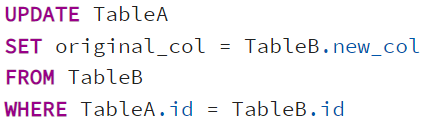 UPDATE TableA
SET original_col = TableB.new_col
FROM TableB
WHERE TableA.id = TableB.id